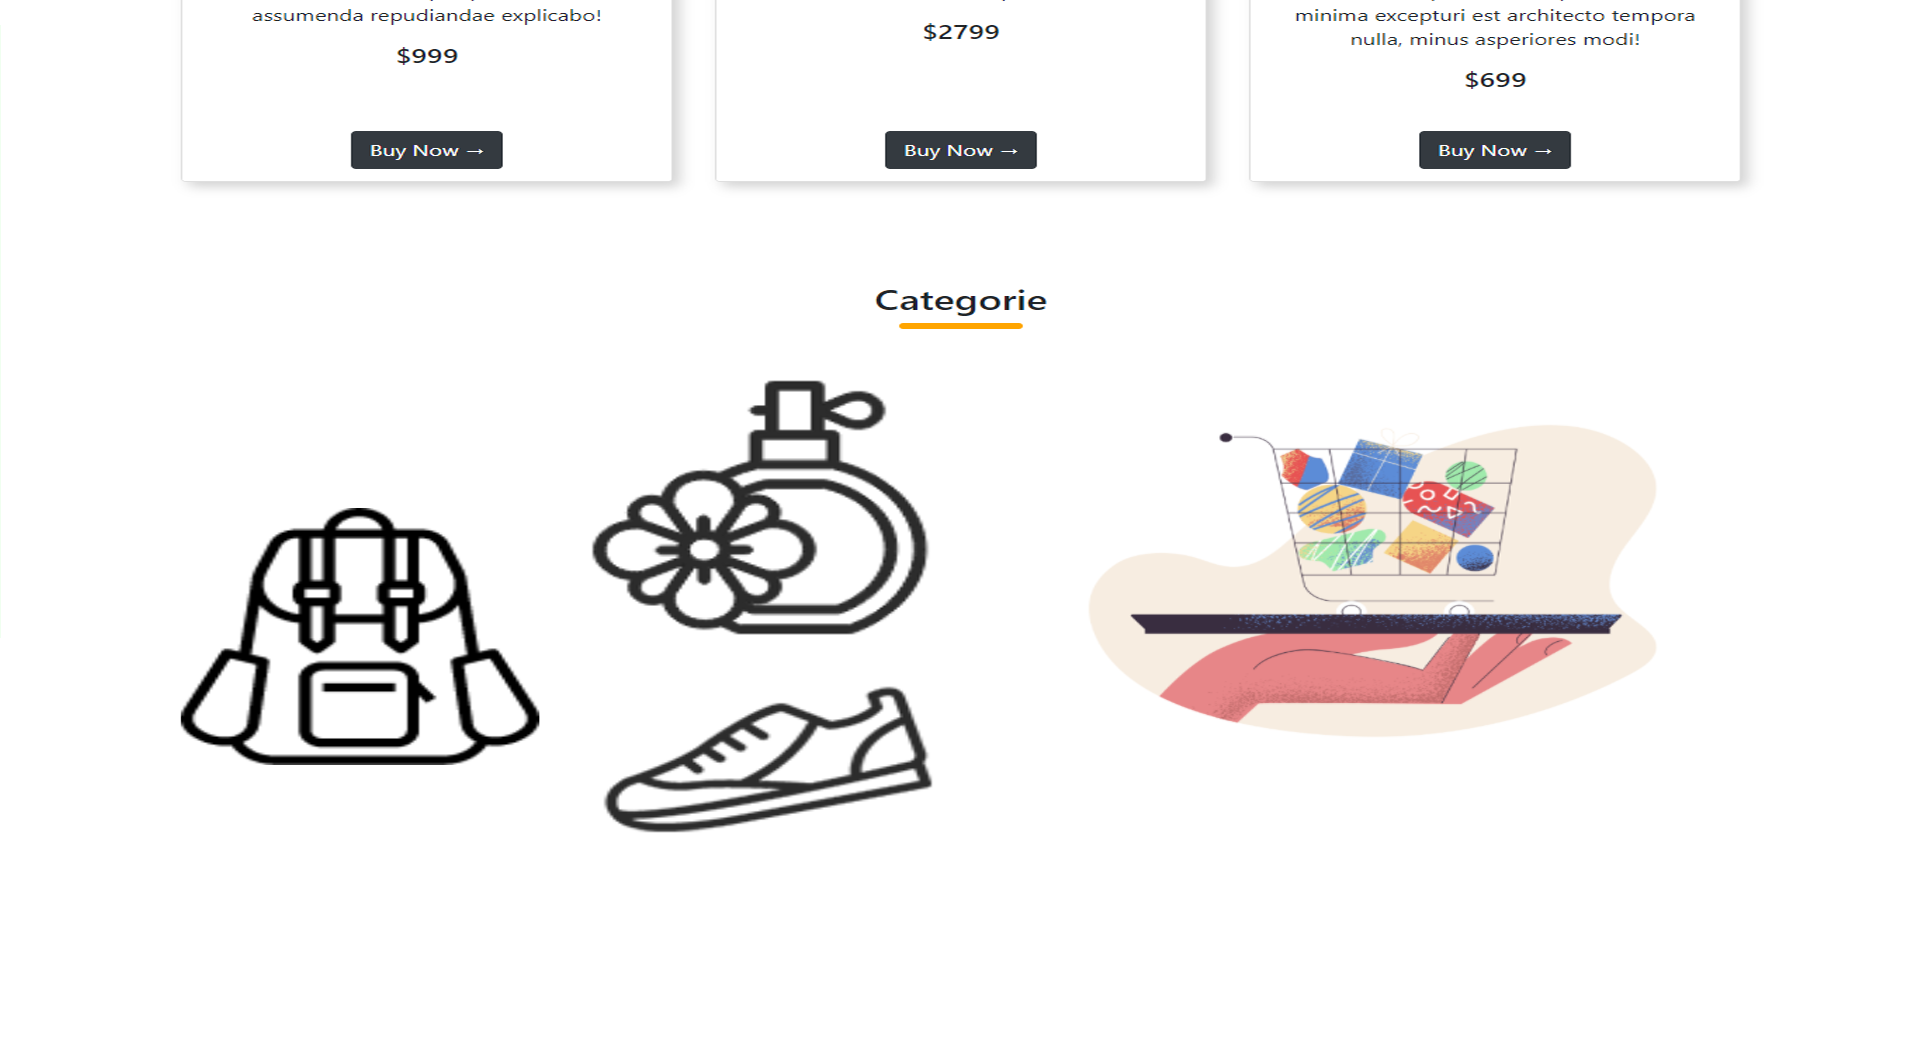 assumenda repudiandae explicabo!
$999
Buy Now →
$2799
Buy Now →
minima excepturi est architecto tempora
nulla, minus asperiores modi!
$699
Buy Now →
Categorie